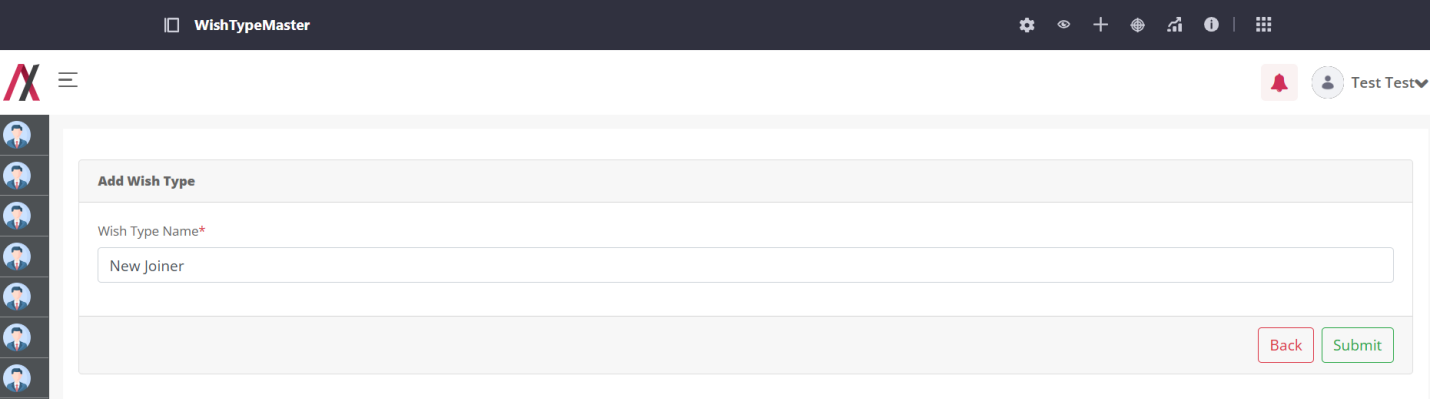 WishTypeMaster
Test Test
Add Wish Type
Wish Type Name*
New Joiner
Back
Submit